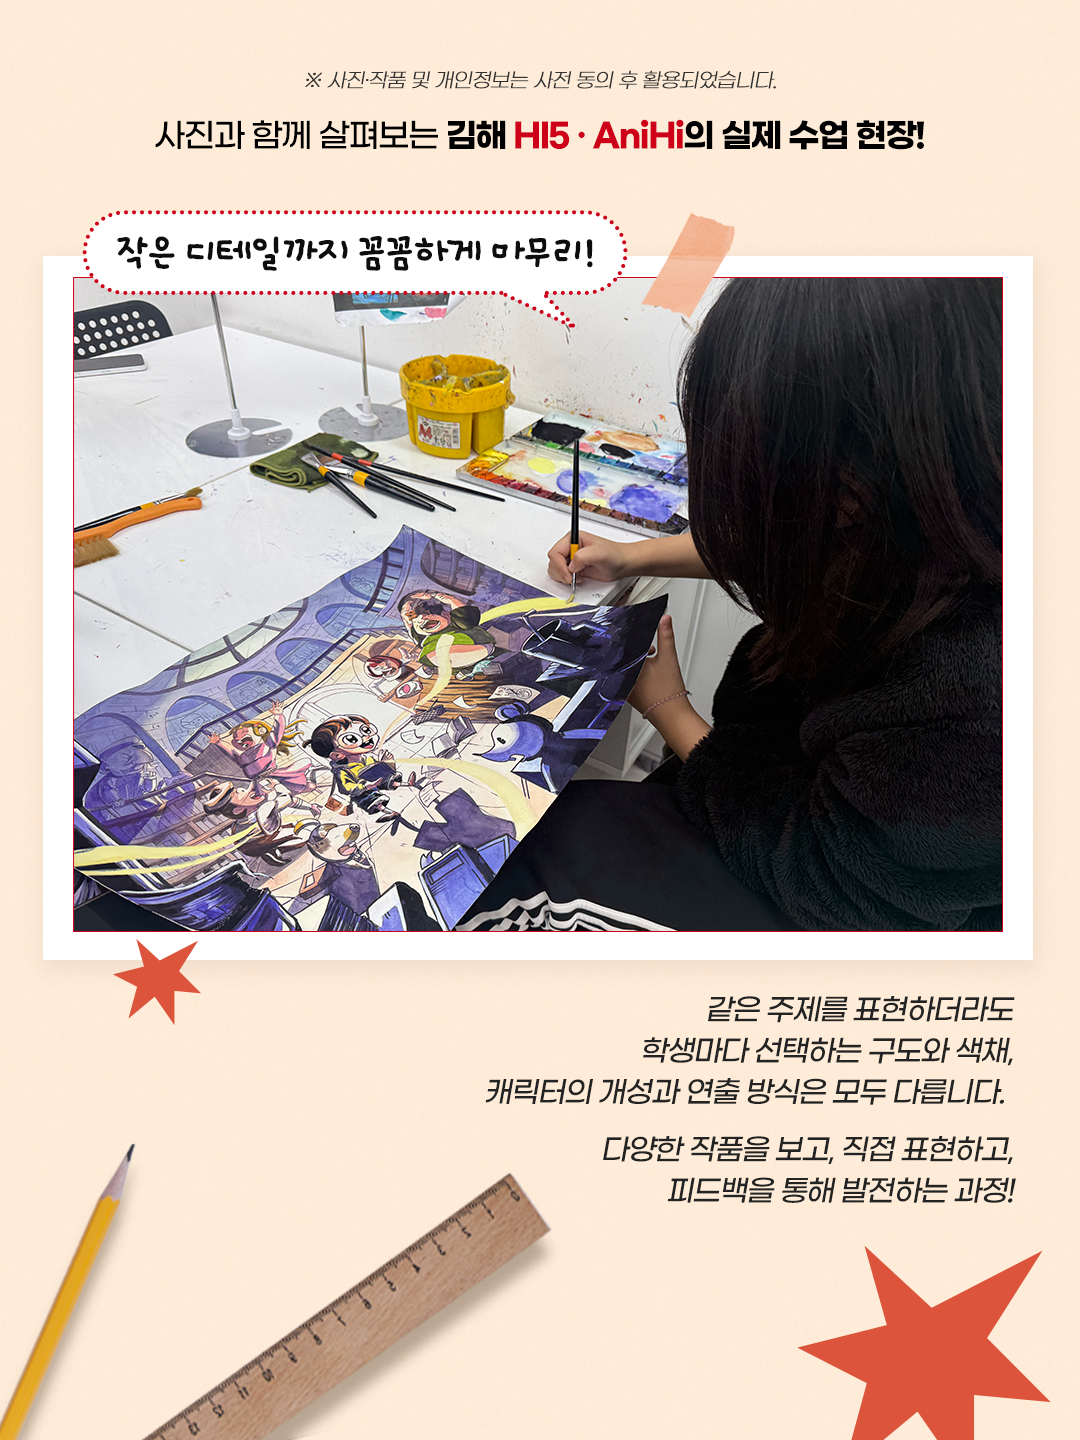 ※ 사진·작품 및 개인정보는 사전 동의 후 활용되었습니다.
사진과 함께 살펴보는 김해 HI5 · AniHi의 실제 수업 현장!
작은 디테일까지 꼼꼼하게 마무리!
같은 주제를 표현하더라도
학생마다 선택하는 구도와 색채,
캐릭터의 개성과 연출 방식은 모두 다릅니다.
다양한 작품을 보고, 직접 표현하고,
피드백을 통해 발전하는 과정!